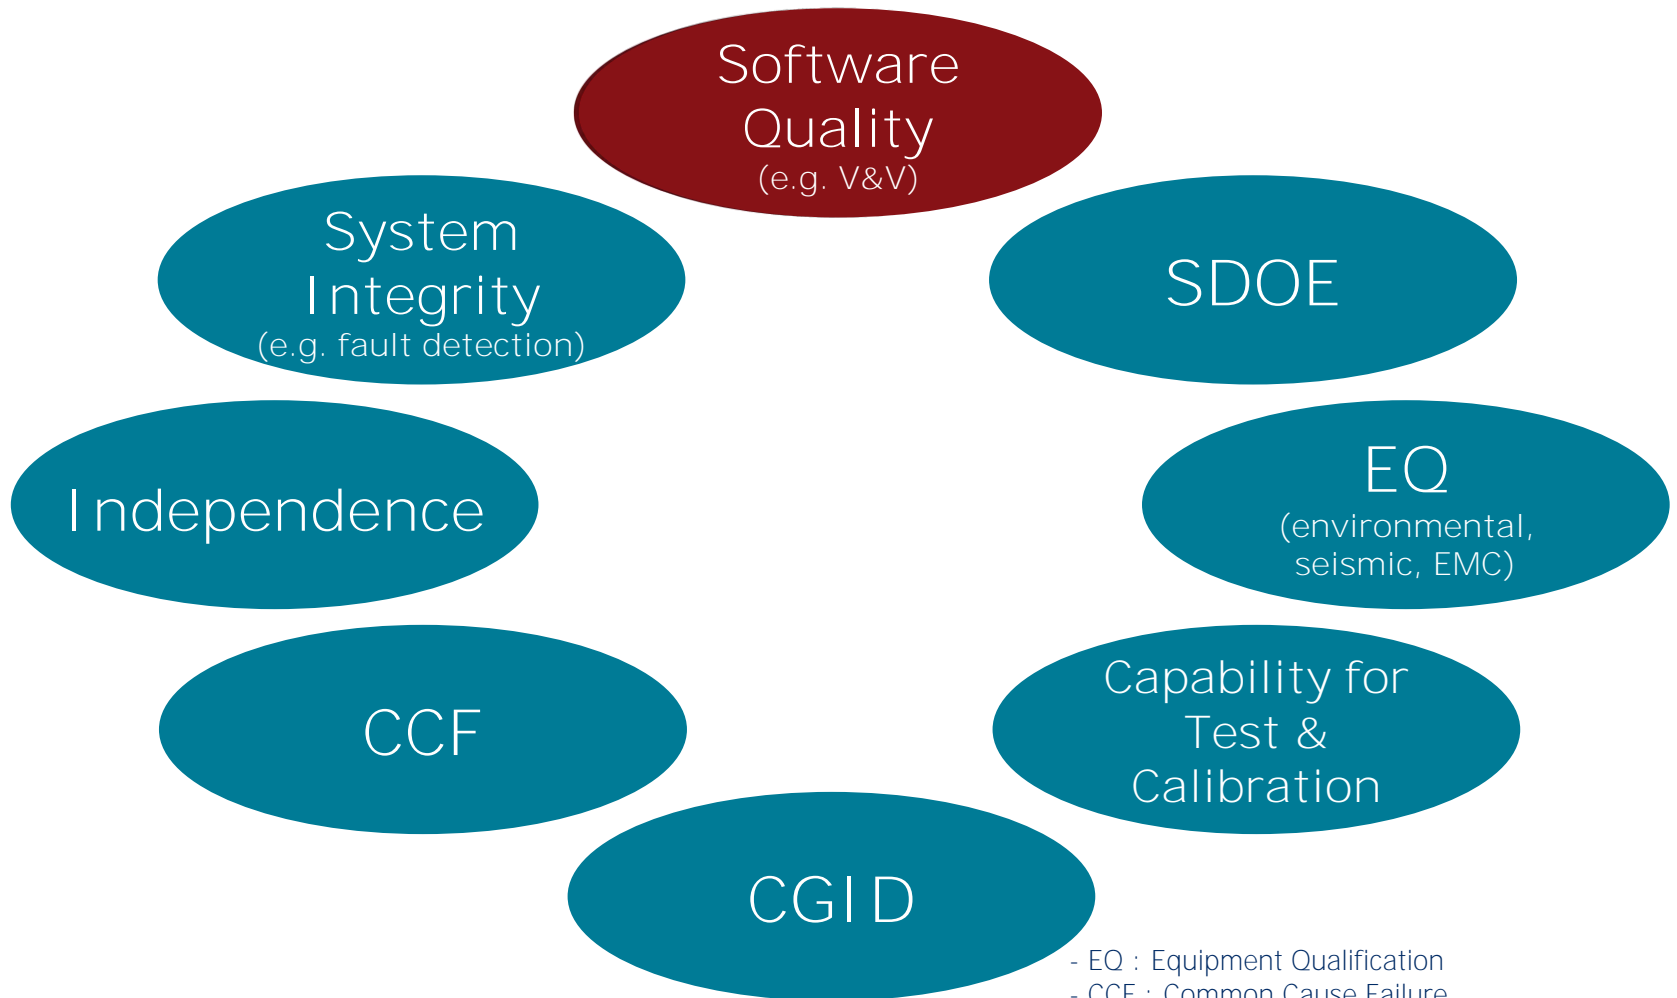 Software
Quality
(e.g. V&V)
System
Integrity
(e.g. fault detection)
SDOE
Independence
EQ
(environmental,
seismic, EMC)
CCF
Capability for
Test &
Calibration
CGID
- EQ : Equipment Qualification
- CCF : Common Cause Failure